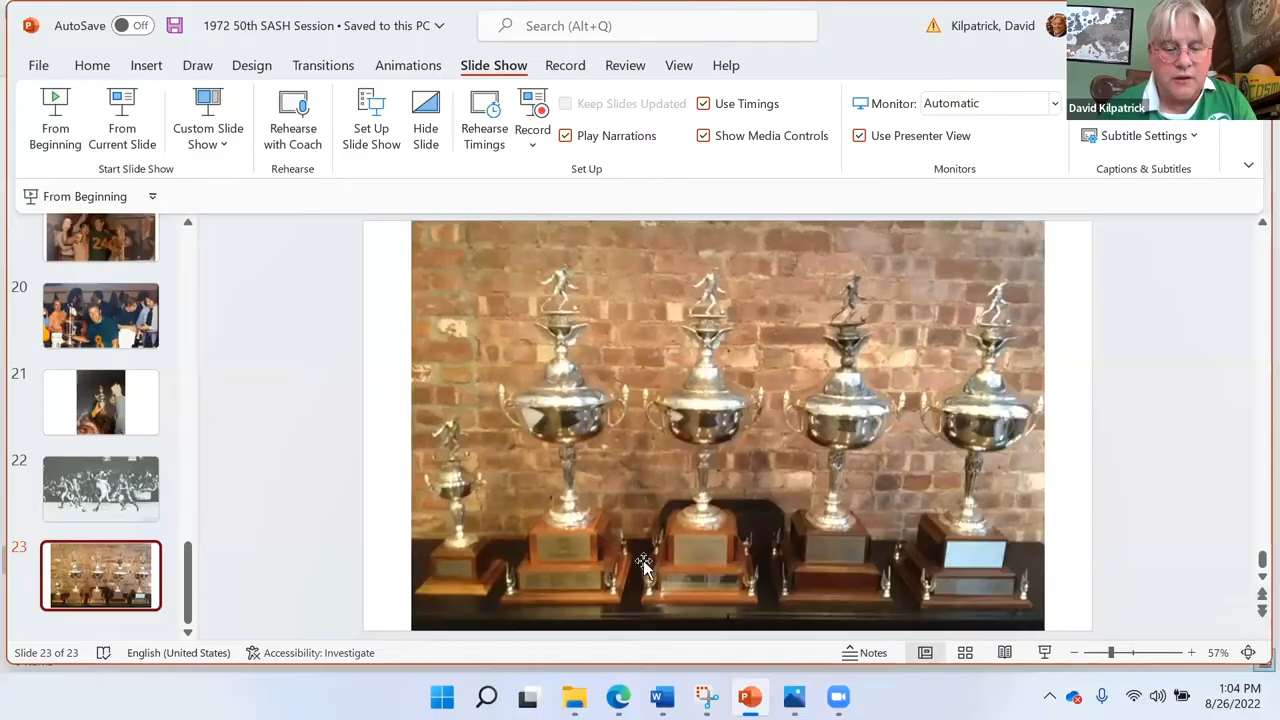 AutoSave Off 1972 50th SASH Session • Saved to this PC Search (Alt+Q) Kilpatrick, David
File Home Insert Draw Design Transitions Animations Slide Show Record Review View Help
David Kilpatrick
From Beginning
From Current Slide
Custom Slide Show
Start Slide Show
Rehearse with Coach
Rehearse
Set Up Slide Show
Hide Slide
Rehearse Timings
Record
Keep Slides Updated
Play Narrations
Use Timings
Show Media Controls
Set Up
Monitor: Automatic
Use Presenter View
Monitors
Subtitle Settings
Captions & Subtitles
From Beginning
20
21
22
23
Slide 23 of 23 English (United States) Accessibility: Investigate Notes 57%
1:04 PM
8/26/2022